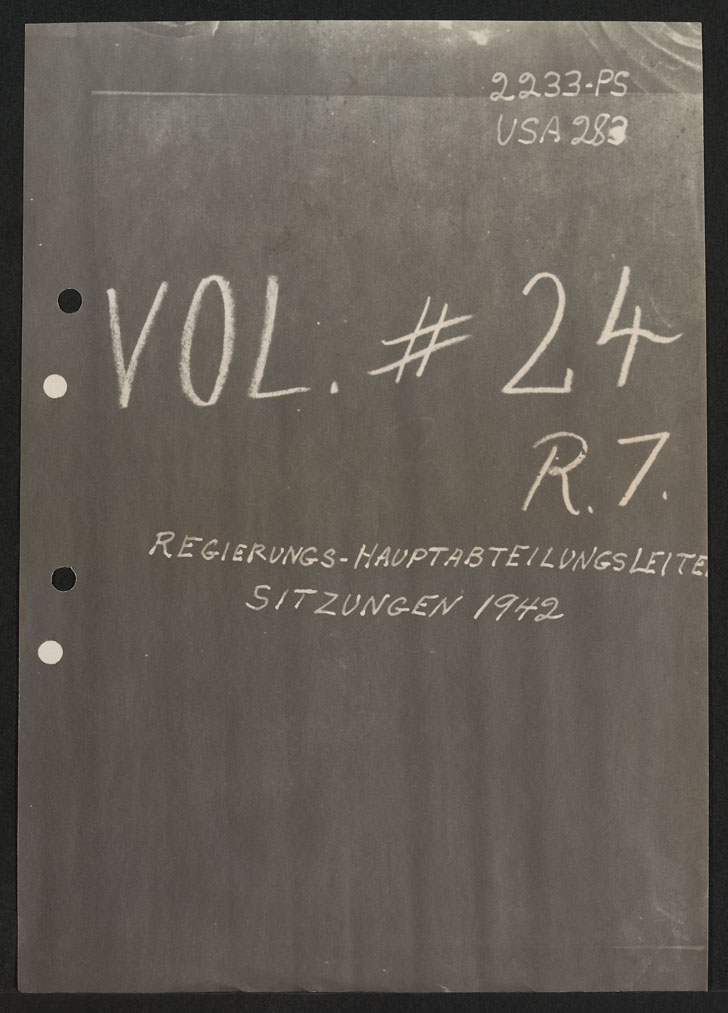 2233-PS
USA 283
VOL. # 24
R. 7.
REGIERUNGS-HAUPTABTEILUNGSLEITE
SITZUNGEN 1942